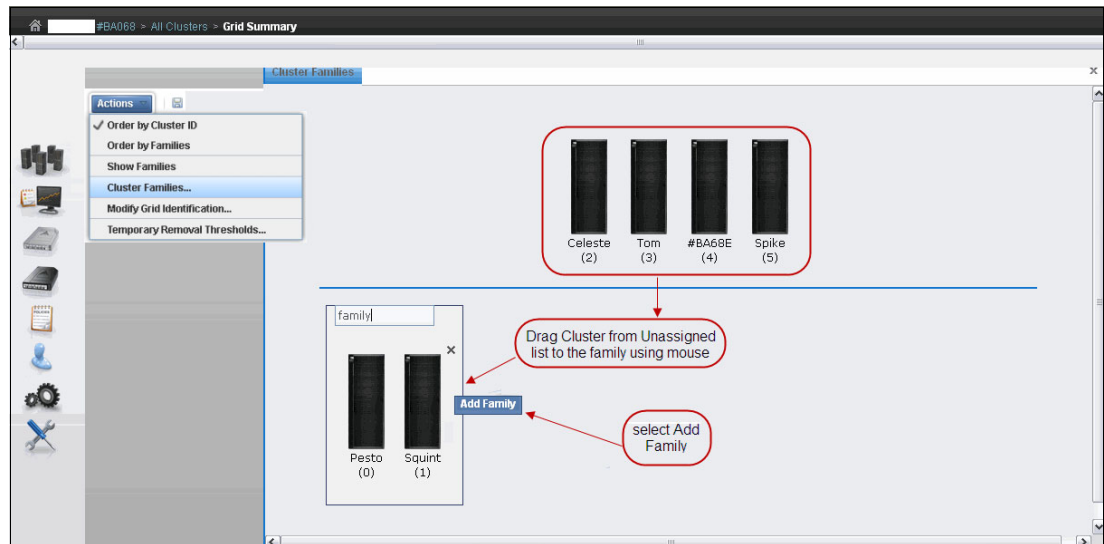 #BA068 > All Clusters > Grid Summary
Cluster Families
Actions
Order by Cluster ID
Order by Families
Show Families
Cluster Families...
Modify Grid Identification...
Temporary Removal Thresholds...
Celeste Tom #BA68E Spike
(2) (3) (4) (5)
family
Drag Cluster from Unassigned
list to the family using mouse
Add Family
select Add
Family
Pesto Squint
(0) (1)